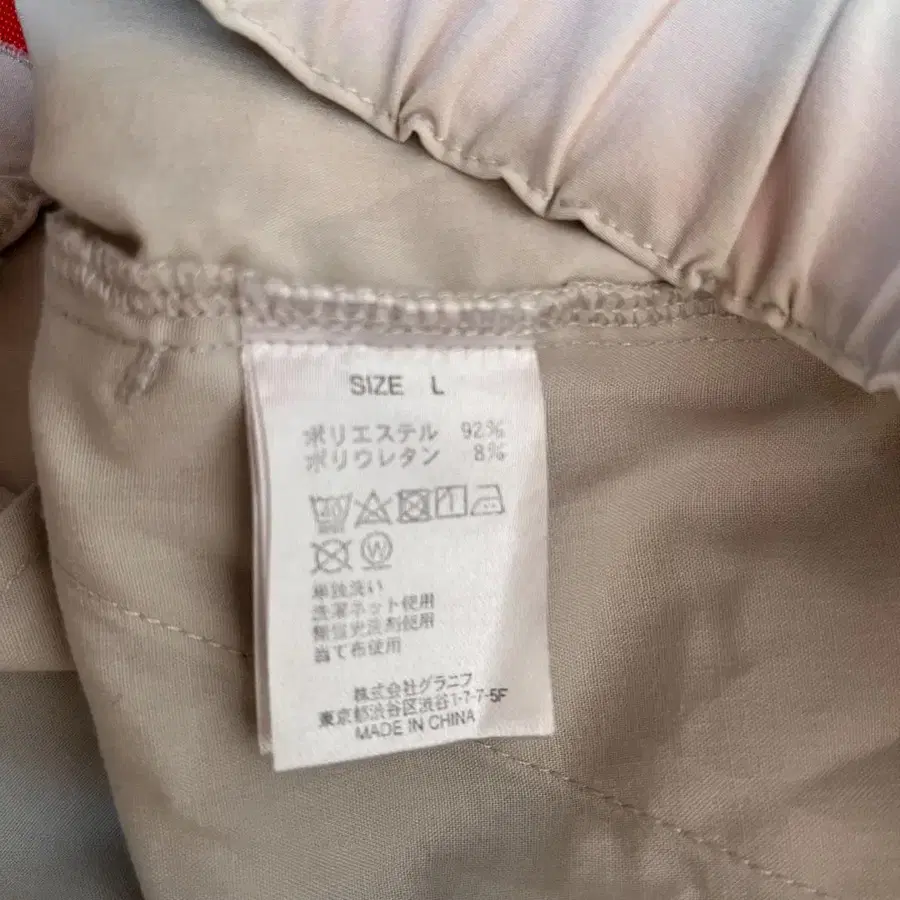 SIZE L
ポリエステル 92%
ポリウレタン 8%
40
W
単独洗い
洗濯ネット使用
無蛍光洗剤使用
当て布使用
株式会社グラニフ
東京都渋谷区渋谷1-7-7-5F
MADE IN CHINA